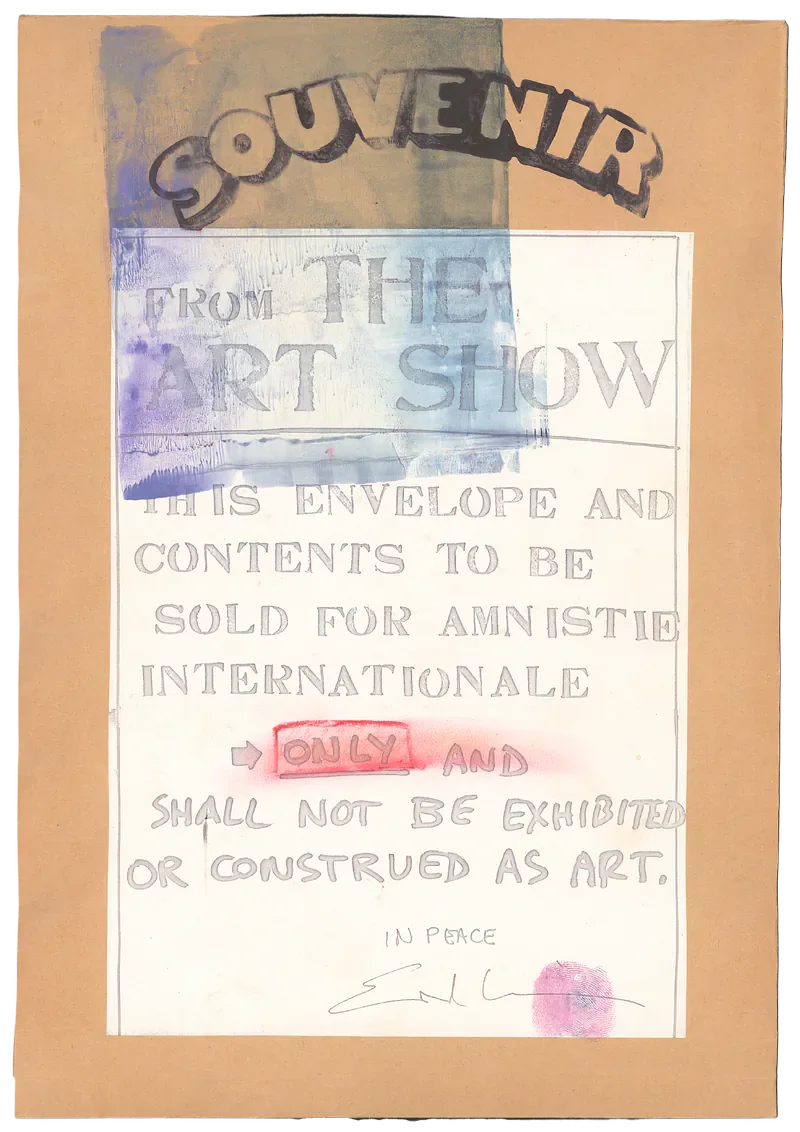 SOUVENIR
FROM THE
ART SHOW
THIS ENVELOPE AND
CONTENTS TO BE
SOLD FOR AMNISTIE
INTERNATIONALE
ONLY AND
SHALL NOT BE EXHIBITED
OR CONSTRUED AS ART.
IN PEACE